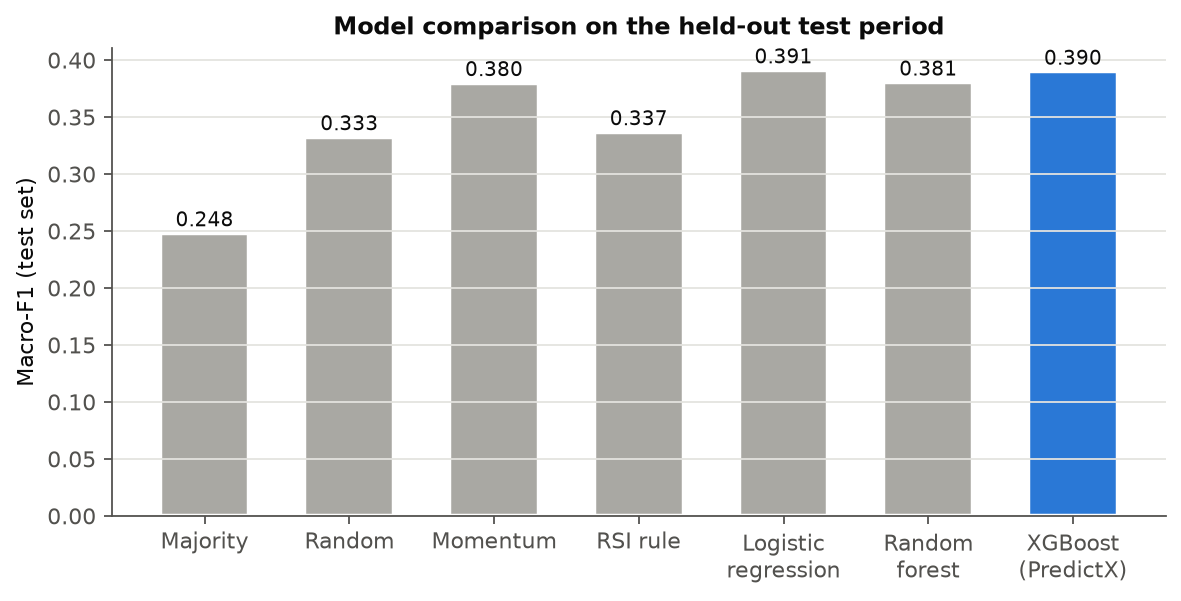 Model comparison on the held-out test period
Macro-F1 (test set)
0.40
0.35
0.30
0.25
0.20
0.15
0.10
0.05
0.00
0.248
0.333
0.380
0.337
0.391
0.381
0.390
Majority
Random
Momentum
RSI rule
Logistic
regression
Random
forest
XGBoost
(PredictX)